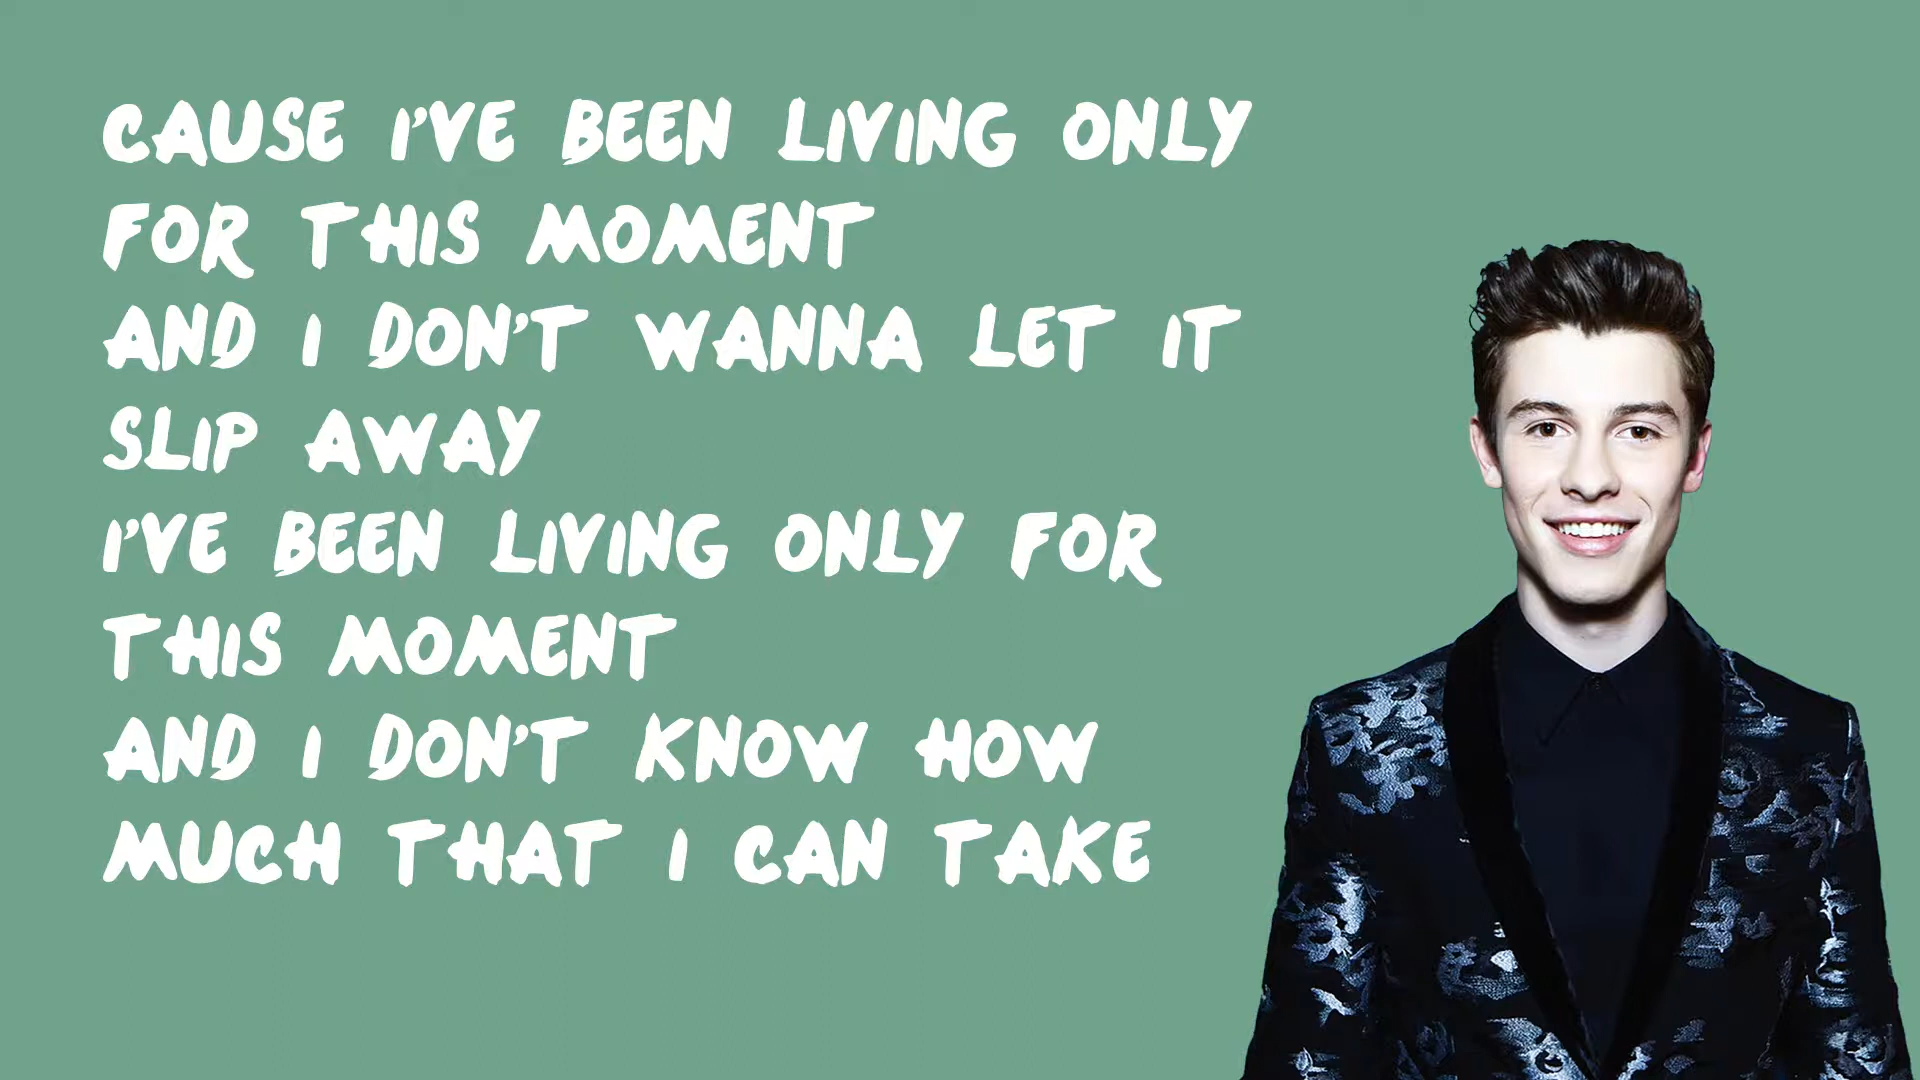 CAUSE I'VE BEEN LIVING ONLY
FOR THIS MOMENT
AND I DON'T WANNA LET IT
SLIP AWAY
I'VE BEEN LIVING ONLY FOR
THIS MOMENT
AND I DON'T KNOW HOW
MUCH THAT I CAN TAKE